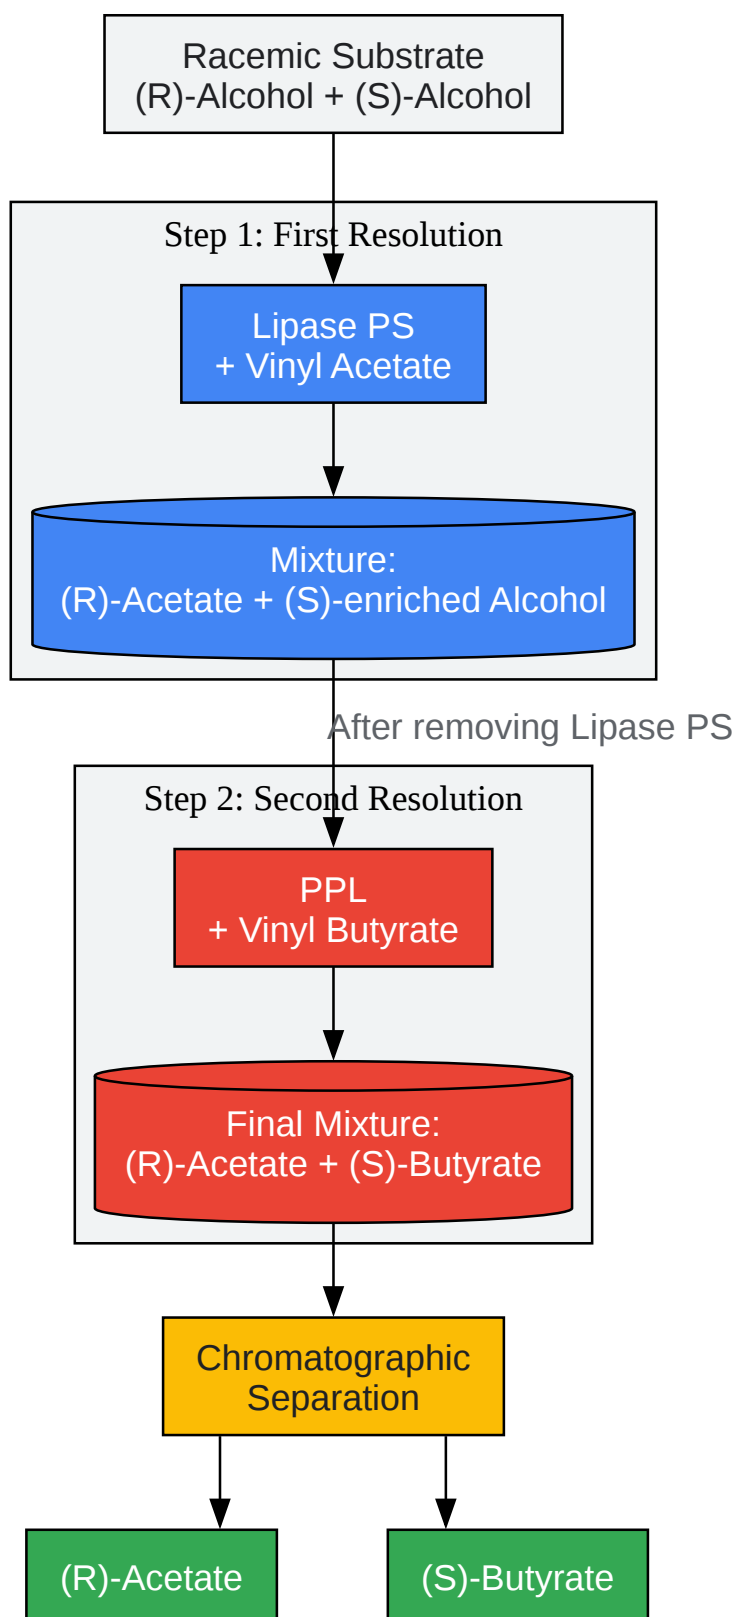 Racemic Substrate
(R)-Alcohol + (S)-Alcohol
Step 1: First Resolution
Lipase PS
+ Vinyl Acetate
Mixture:
(R)-Acetate + (S)-enriched Alcohol
After removing Lipase PS
Step 2: Second Resolution
PPL
+ Vinyl Butyrate
Final Mixture:
(R)-Acetate + (S)-Butyrate
Chromatographic
Separation
(R)-Acetate
(S)-Butyrate